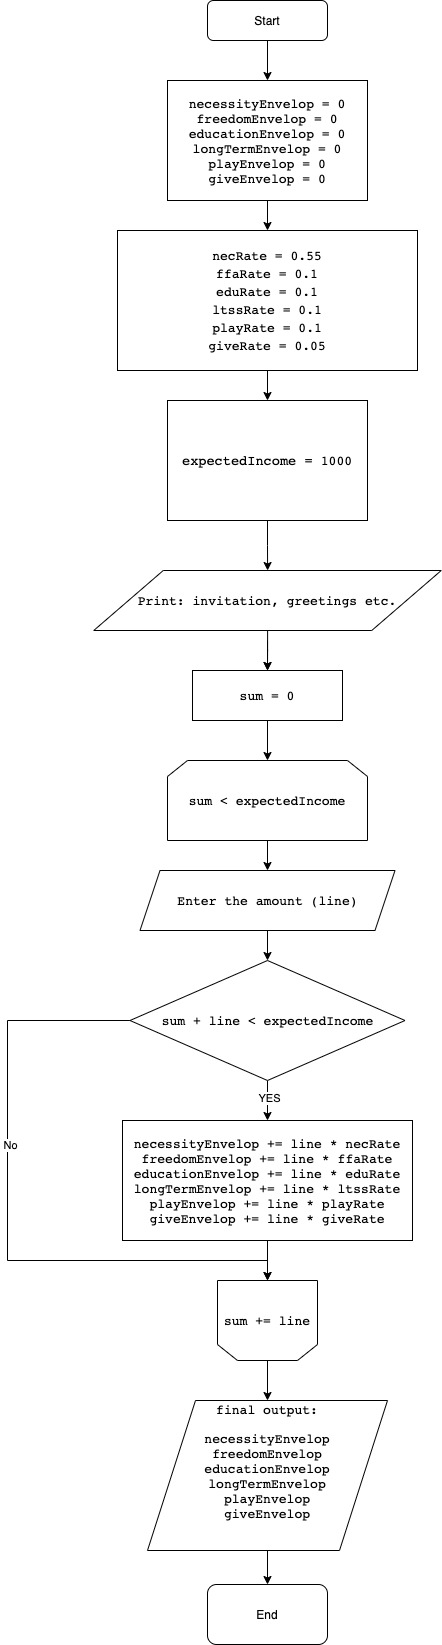 Start
necessityEnvelop = 0
freedomEnvelop = 0
educationEnvelop = 0
longTermEnvelop = 0
playEnvelop = 0
giveEnvelop = 0
necRate = 0.55
ffaRate = 0.1
eduRate = 0.1
ltssRate = 0.1
playRate = 0.1
giveRate = 0.05
expectedIncome = 1000
Print: invitation, greetings etc.
sum = 0
sum < expectedIncome
Enter the amount (line)
sum + line < expectedIncome
YES
No
necessityEnvelop += line * necRate
freedomEnvelop += line * ffaRate
educationEnvelop += line * eduRate
longTermEnvelop += line * ltssRate
playEnvelop += line * playRate
giveEnvelop += line * giveRate
sum += line
final output:
necessityEnvelop
freedomEnvelop
educationEnvelop
longTermEnvelop
playEnvelop
giveEnvelop
End